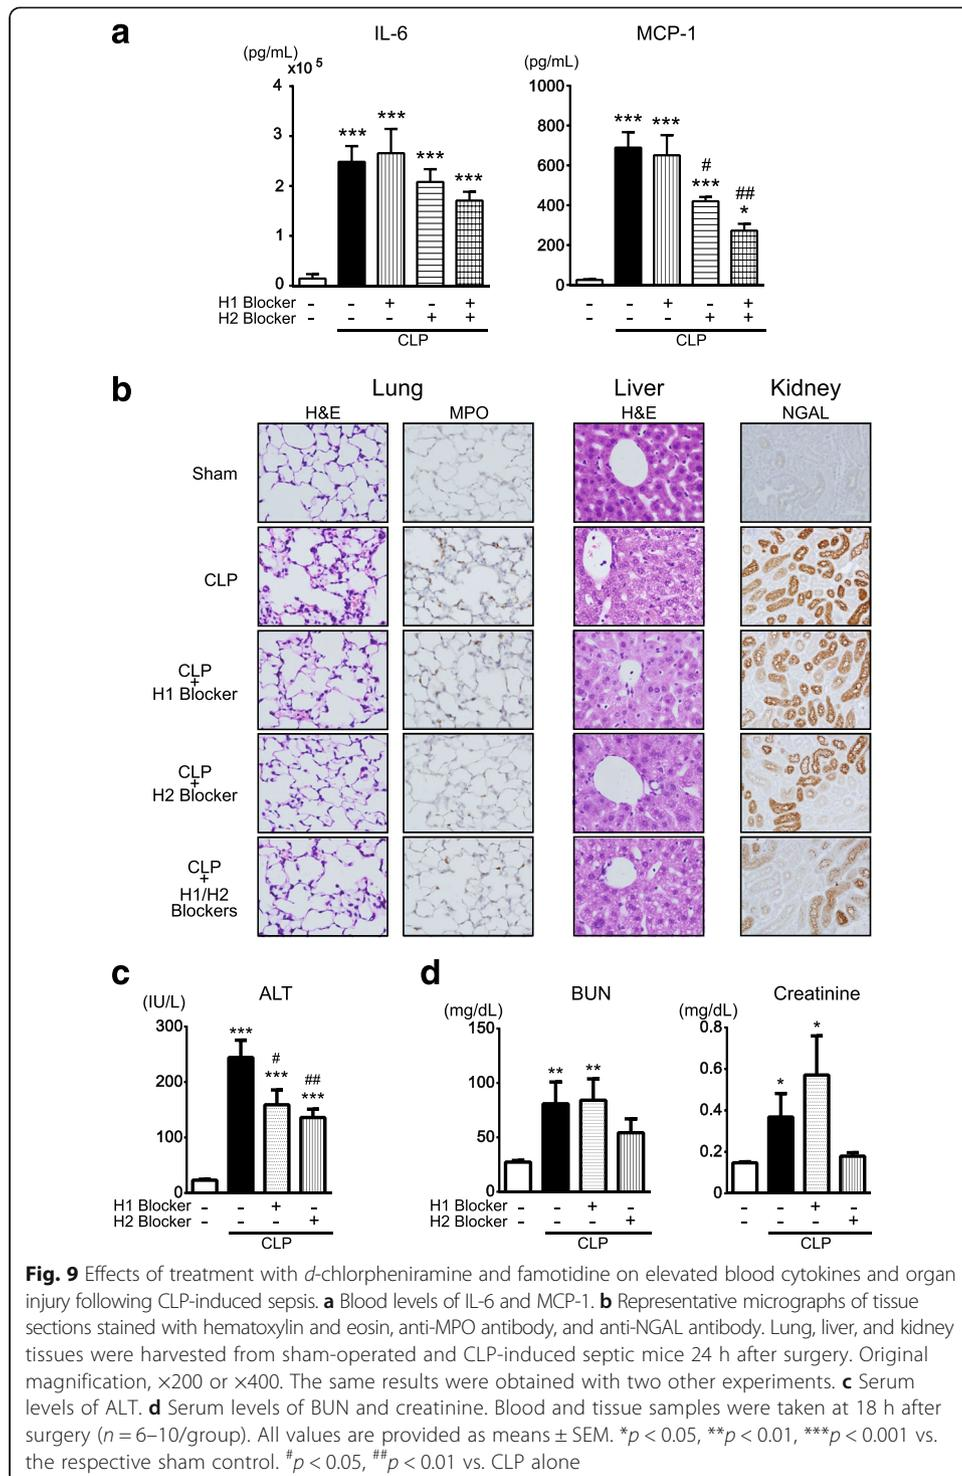 a
IL-6
MCP-1
(pg/mL)
x10 5
4
3
2
1
0
*** *** *** ***
(pg/mL)
1000
800
600
400
200
0
*** *** # *** ## *
H1 Blocker - - + - + - - + - +
H2 Blocker - - - + + - - - + +
CLP CLP
b
Lung Liver Kidney
H&E MPO H&E NGAL
Sham
CLP
CLP
+
H1 Blocker
CLP
+
H2 Blocker
CLP
+
H1/H2
Blockers
c
ALT
(IU/L)
300
200
100
0
*** # *** ## ***
H1 Blocker - - + -
H2 Blocker - - - +
CLP
d
BUN
(mg/dL)
150
100
50
0
** **
Creatinine
(mg/dL)
0.8
0.6
0.4
0.2
0
* *
H1 Blocker - - + - - - + -
H2 Blocker - - - + - - - +
CLP CLP
Fig. 9 Effects of treatment with d-chlorpheniramine and famotidine on elevated blood cytokines and organ
injury following CLP-induced sepsis. a Blood levels of IL-6 and MCP-1. b Representative micrographs of tissue
sections stained with hematoxylin and eosin, anti-MPO antibody, and anti-NGAL antibody. Lung, liver, and kidney
tissues were harvested from sham-operated and CLP-induced septic mice 24 h after surgery. Original
magnification, ×200 or ×400. The same results were obtained with two other experiments. c Serum
levels of ALT. d Serum levels of BUN and creatinine. Blood and tissue samples were taken at 18 h after
surgery (n = 6–10/group). All values are provided as means ± SEM. *p < 0.05, **p < 0.01, ***p < 0.001 vs.
the respective sham control. #p < 0.05, ##p < 0.01 vs. CLP alone